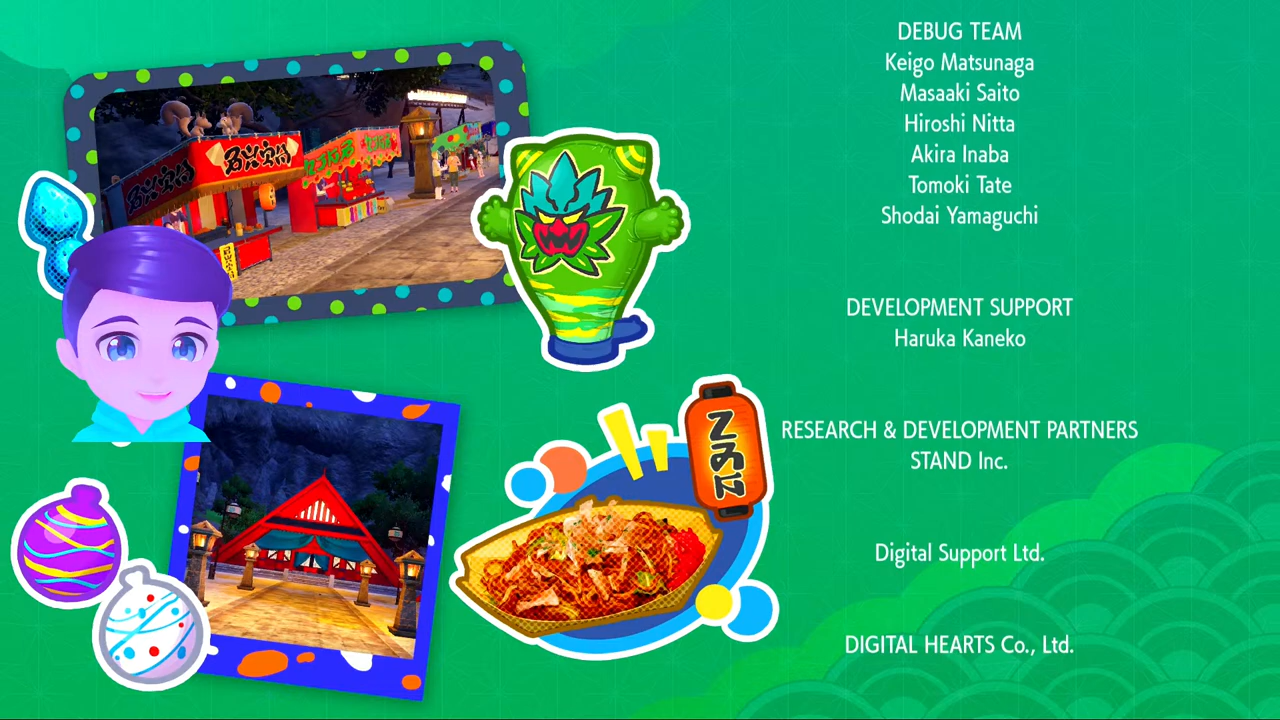 DEBUG TEAM
Keigo Matsunaga
Masaaki Saito
Hiroshi Nitta
Akira Inaba
Tomoki Tate
Shodai Yamaguchi
DEVELOPMENT SUPPORT
Haruka Kaneko
RESEARCH & DEVELOPMENT PARTNERS
STAND Inc.
Digital Support Ltd.
DIGITAL HEARTS Co., Ltd.